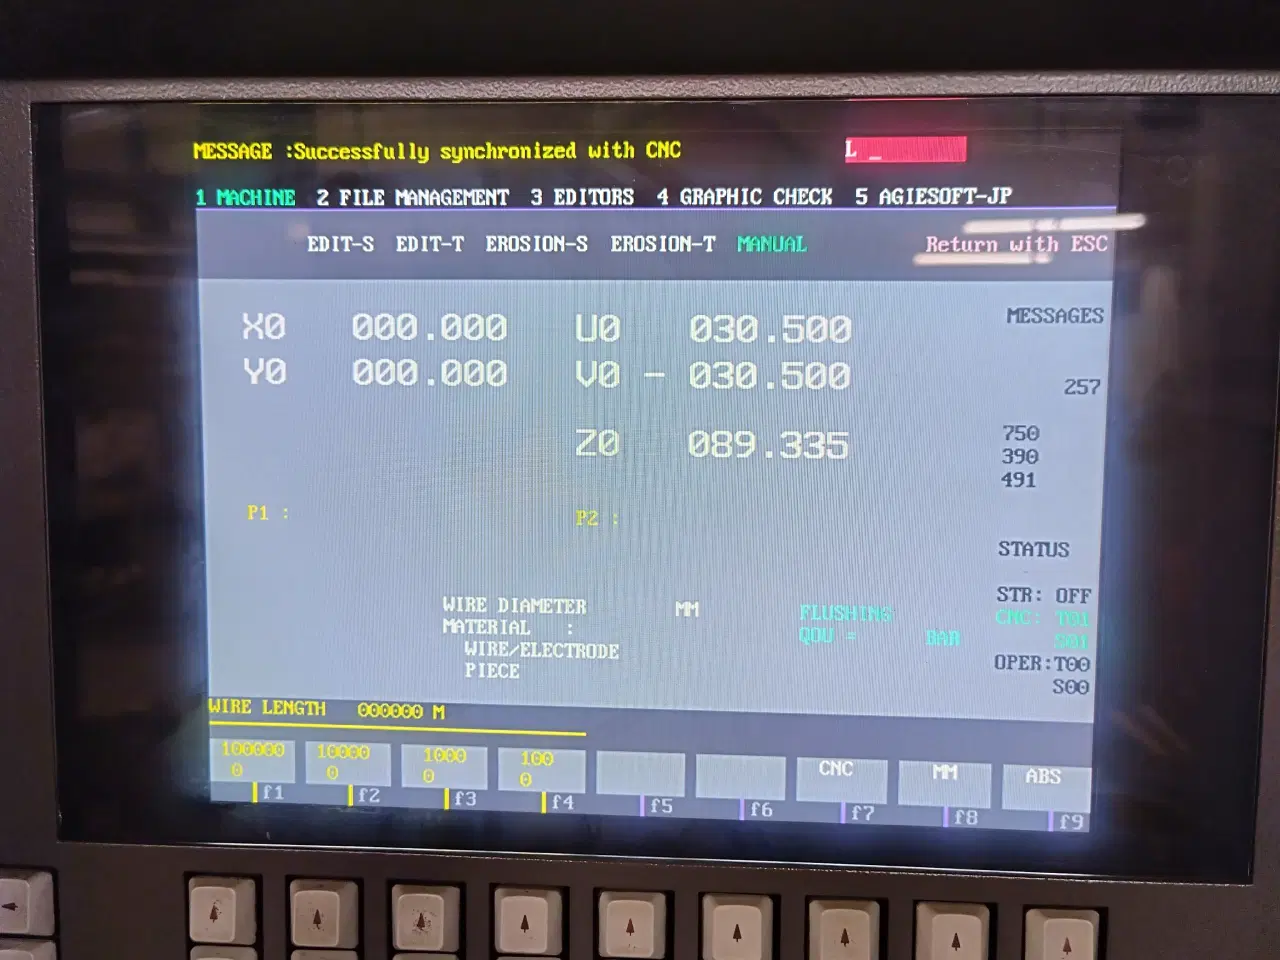 MESSAGE :Successfully synchronized with CNC L _
1 MACHINE 2 FILE MANAGEMENT 3 EDITORS 4 GRAPHIC CHECK 5 AGIESOFT-JP
EDIT-S EDIT-T EROSION-S EROSION-T MANUAL Return with ESC
X0 000.000 U0 030.500
Y0 000.000 V0 - 030.500
Z0 089.335
MESSAGES
257
750
390
491
P1 : P2 :
STATUS
STR: OFF
CNC: T01
S01
OPER:T00
S00
WIRE DIAMETER MM
MATERIAL :
WIRE/ELECTRODE
PIECE
FLUSHING
QDU = BAR
WIRE LENGTH 000000 M
100000 10000 1000 100 CNC MM ABS
0 0 0 0
f1 f2 f3 f4 f5 f6 f7 f8 f9